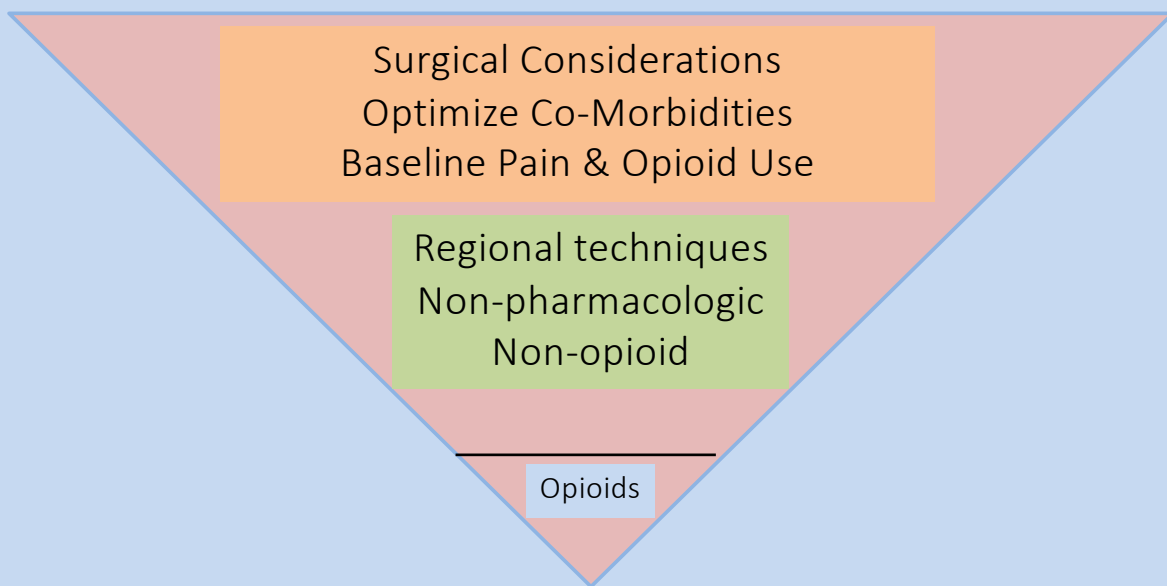 Surgical Considerations
Optimize Co-Morbidities
Baseline Pain & Opioid Use
Regional techniques
Non-pharmacologic
Non-opioid
Opioids